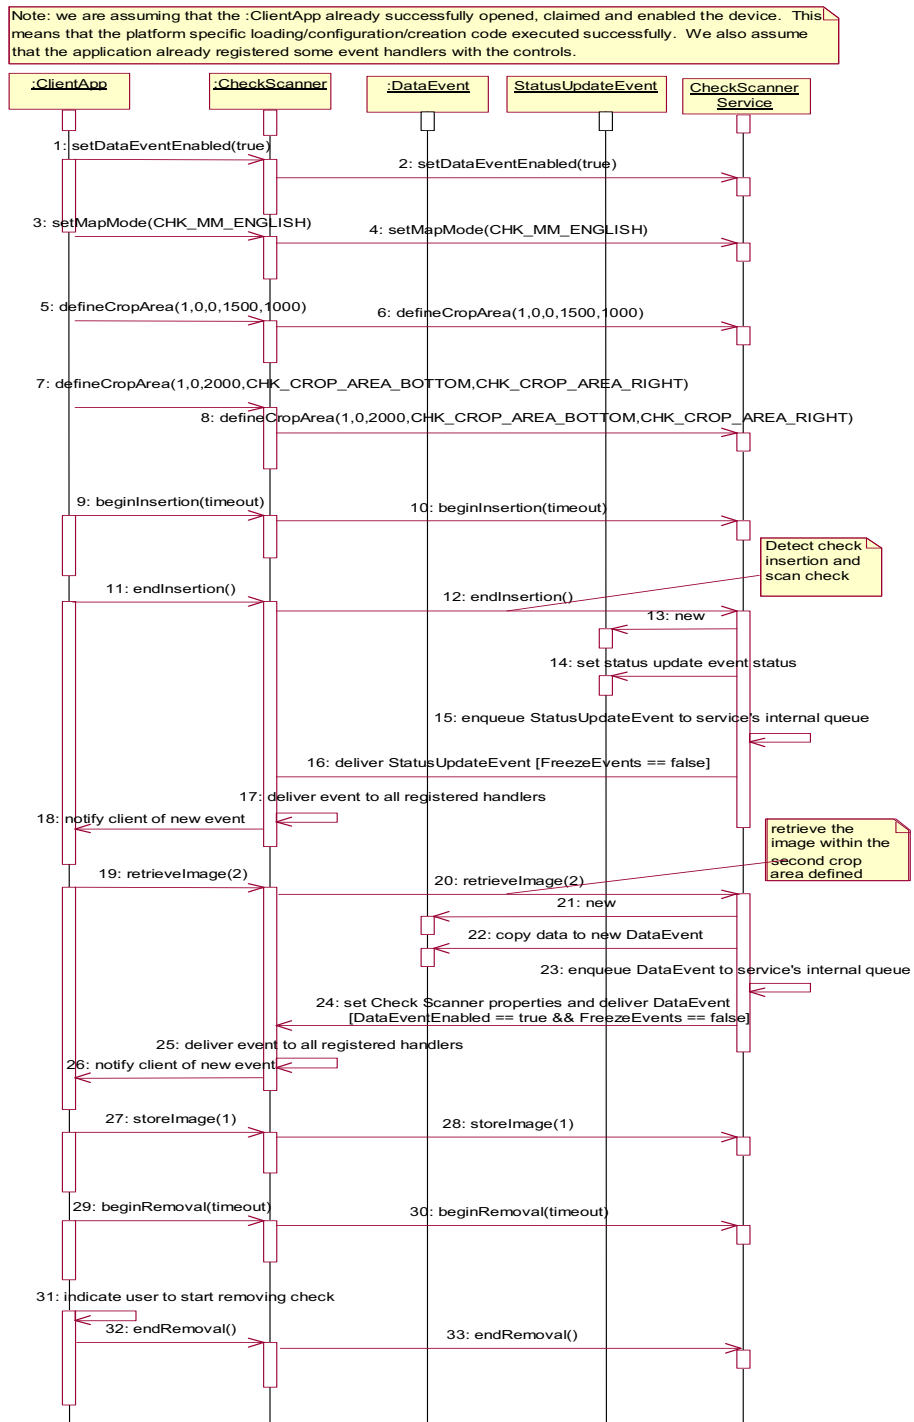 Note: we are assuming that the :ClientApp already successfully opened, claimed and enabled the device.  This
means that the platform specific loading/configuration/creation code executed successfully.  We also assume
that the application already registered some event handlers with the controls.
:ClientApp
:CheckScanner
:DataEvent
StatusUpdateEvent
CheckScanner
Service
1: setDataEventEnabled(true)
2: setDataEventEnabled(true)
3: setMapMode(CHK_MM_ENGLISH)
4: setMapMode(CHK_MM_ENGLISH)
5: defineCropArea(1,0,0,1500,1000)
6: defineCropArea(1,0,0,1500,1000)
7: defineCropArea(1,0,2000,CHK_CROP_AREA_BOTTOM,CHK_CROP_AREA_RIGHT)
8: defineCropArea(1,0,2000,CHK_CROP_AREA_BOTTOM,CHK_CROP_AREA_RIGHT)
9: beginInsertion(timeout)
10: beginInsertion(timeout)
Detect check
insertion and
scan check
11: endInsertion()
12: endInsertion()
13: new
14: set status update event status
15: enqueue StatusUpdateEvent to service's internal queue
16: deliver StatusUpdateEvent [FreezeEvents == false]
17: deliver event to all registered handlers
18: notify client of new event
retrieve the
image within the
second crop
area defined
19: retrieveImage(2)
20: retrieveImage(2)
21: new
22: copy data to new DataEvent
23: enqueue DataEvent to service's internal queue
24: set Check Scanner properties and deliver DataEvent
[DataEventEnabled == true && FreezeEvents == false]
25: deliver event to all registered handlers
26: notify client of new event
27: storeImage(1)
28: storeImage(1)
29: beginRemoval(timeout)
30: beginRemoval(timeout)
31: indicate user to start removing check
32: endRemoval()
33: endRemoval()